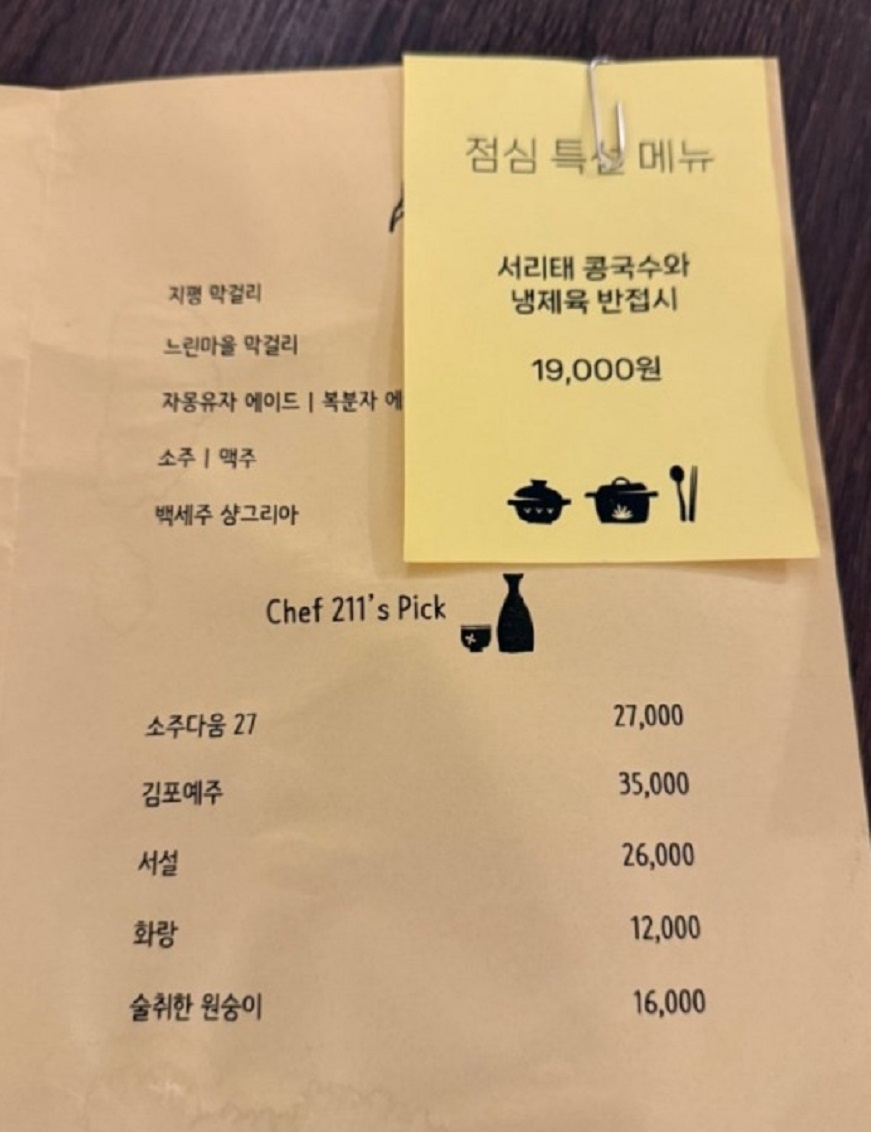 점심 특선 메뉴
서리태 콩국수와
냉제육 반접시
19,000원
지평 막걸리
느린마을 막걸리
자몽유자 에이드 | 복분자 에
소주 | 맥주
백세주 샹그리아
Chef 211's Pick
소주다움 27 27,000
김포예주 35,000
서설 26,000
화랑 12,000
술취한 원숭이 16,000